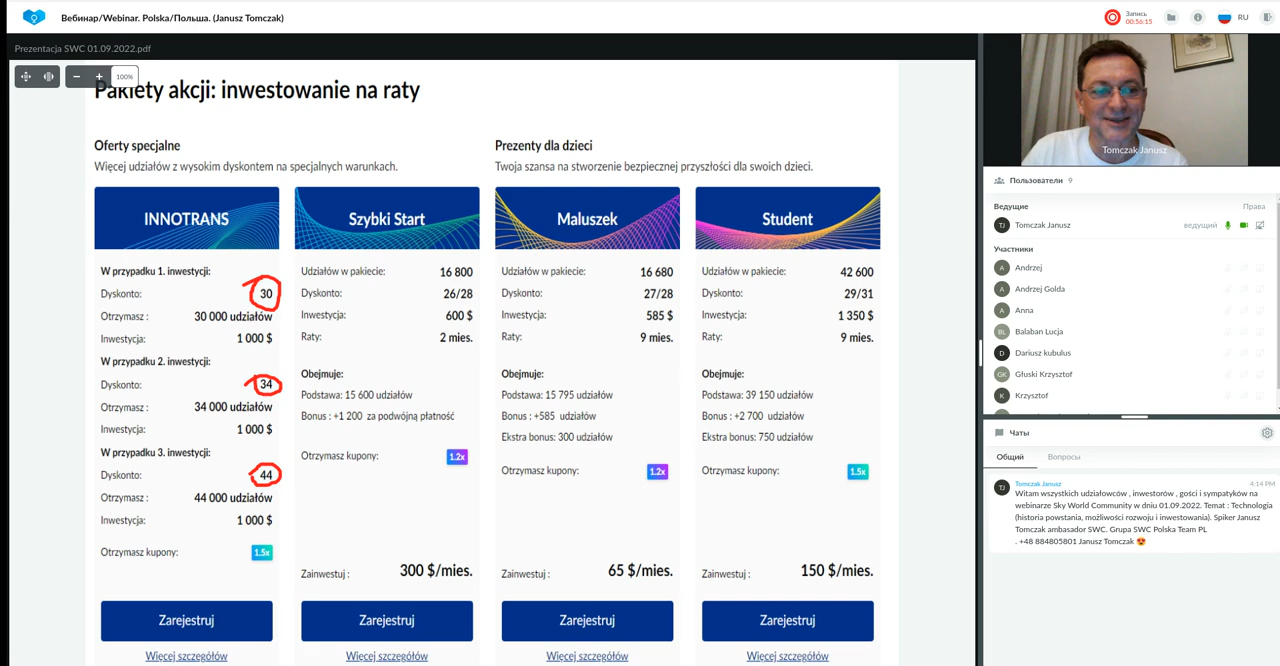 Вебинар/Webinar. Polska/Польша. (Janusz Tomczak)
Запись
00:56:15
RU
Prezentacja SWC 01.09.2022.pdf
100%
Pakiety akcji: inwestowanie na raty
Oferty specjalne
Więcej udziałów z wysokim dyskontem na specjalnych warunkach.
Prezenty dla dzieci
Twoja szansa na stworzenie bezpiecznej przyszłości dla swoich dzieci.
INNOTRANS
W przypadku 1. inwestycji:
Dyskonto: 30
Otrzymasz : 30 000 udziałów
Inwestycja: 1 000 $
W przypadku 2. inwestycji:
Dyskonto: 34
Otrzymasz : 34 000 udziałów
Inwestycja: 1 000 $
W przypadku 3. inwestycji:
Dyskonto: 44
Otrzymasz : 44 000 udziałów
Inwestycja: 1 000 $
Otrzymasz kupony: 1.5x
Zarejestruj
Więcej szczegółów
Szybki Start
Udziałów w pakiecie: 16 800
Dyskonto: 26/28
Inwestycja: 600 $
Raty: 2 mies.
Obejmuje:
Podstawa: 15 600 udziałów
Bonus : +1 200 za podwójną płatność
Otrzymasz kupony: 1.2x
Zainwestuj : 300 $/mies.
Zarejestruj
Więcej szczegółów
Maluszek
Udziałów w pakiecie: 16 680
Dyskonto: 27/28
Inwestycja: 585 $
Raty: 9 mies.
Obejmuje:
Podstawa: 15 795 udziałów
Bonus : +585 udziałów
Ekstra bonus: 300 udziałów
Otrzymasz kupony: 1.2x
Zainwestuj : 65 $/mies.
Zarejestruj
Więcej szczegółów
Student
Udziałów w pakiecie: 42 600
Dyskonto: 29/31
Inwestycja: 1 350 $
Raty: 9 mies.
Obejmuje:
Podstawa: 39 150 udziałów
Bonus : +2 700 udziałów
Ekstra bonus: 750 udziałów
Otrzymasz kupony: 1.5x
Zainwestuj : 150 $/mies.
Zarejestruj
Więcej szczegółów
Tomczak Janusz
Пользователи 9
Ведущие Права
TJ Tomczak Janusz ведущий
Участники
A Andrzej
A Andrzej Golda
A Anna
BL Balaban Lucja
D Dariusz kubulus
GK Głuski Krzysztof
K Krzysztof
Чаты
Общий Вопросы
TJ Tomczak Janusz 4:14 PM
Witam wszystkich udziałowców , inwestorów , gości i sympatyków na
webinarze Sky World Community w dniu 01.09.2022. Temat : Technologia
(historia powstania, możliwości rozwoju i inwestowania). Spiker Janusz
Tomczak ambasador SWC. Grupa SWC Polska Team PL
. +48 884805801 Janusz Tomczak 😍